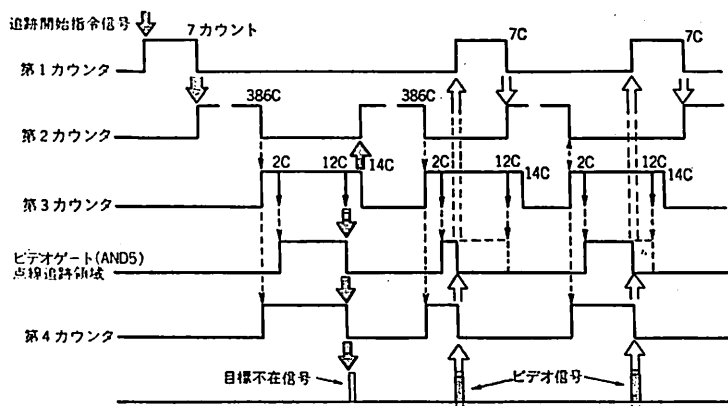 追跡開始指令信号
7カウント
7C
7C
第1カウンタ
386C
386C
第2カウンタ
2C
12C
14C
2C
12C
14C
2C
12C
14C
第3カウンタ
ビデオゲート(AND5)
点線追跡領域
第4カウンタ
目標不在信号
ビデオ信号